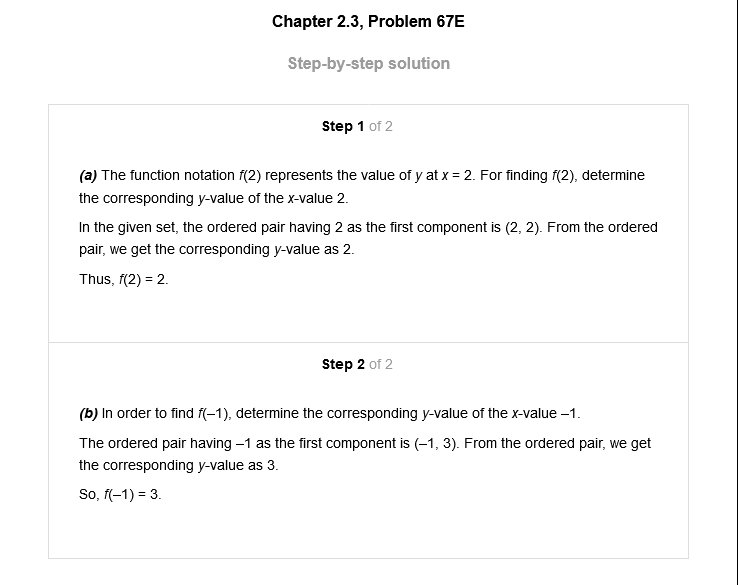 Chapter 2.3, Problem 67E
Step-by-step solution
Step 1 of 2
(a) The function notation f(2) represents the value of y at x = 2. For finding f(2), determine
the corresponding y-value of the x-value 2.
In the given set, the ordered pair having 2 as the first component is (2, 2). From the ordered
pair, we get the corresponding y-value as 2.
Thus, f(2) = 2.
Step 2 of 2
(b) In order to find f(–1), determine the corresponding y-value of the x-value –1.
The ordered pair having –1 as the first component is (–1, 3). From the ordered pair, we get
the corresponding y-value as 3.
So, f(–1) = 3.